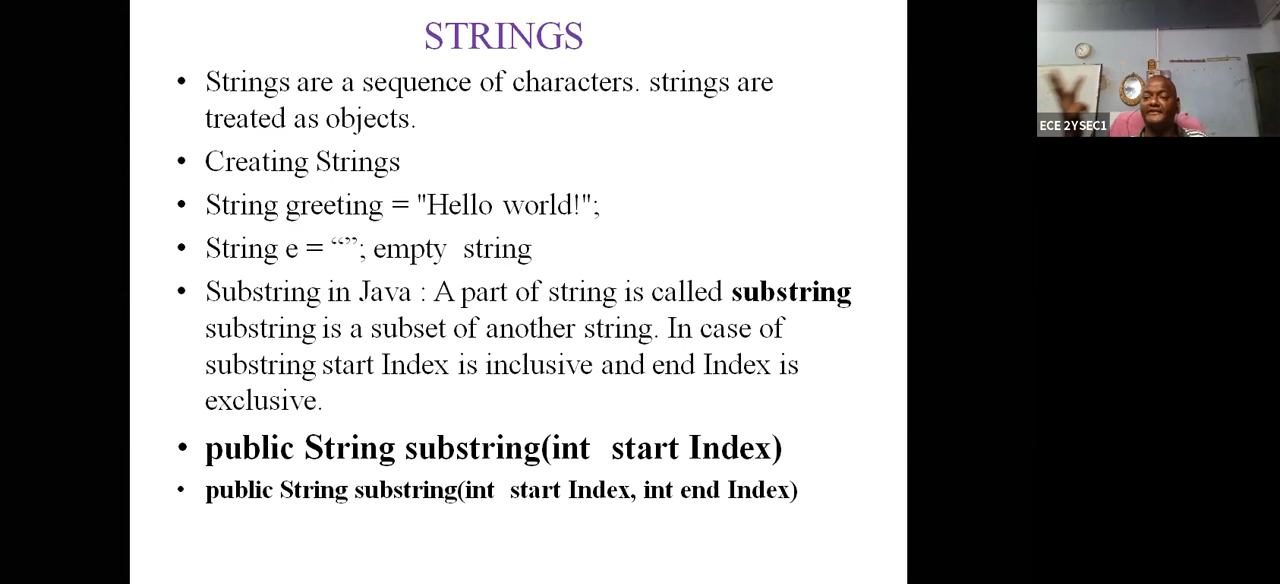 STRINGS
• Strings are a sequence of characters. strings are
treated as objects.
• Creating Strings
• String greeting = "Hello world!";
• String e = “”; empty string
• Substring in Java : A part of string is called substring
substring is a subset of another string. In case of
substring start Index is inclusive and end Index is
exclusive.
• public String substring(int start Index)
• public String substring(int start Index, int end Index)
ECE 2YSEC1